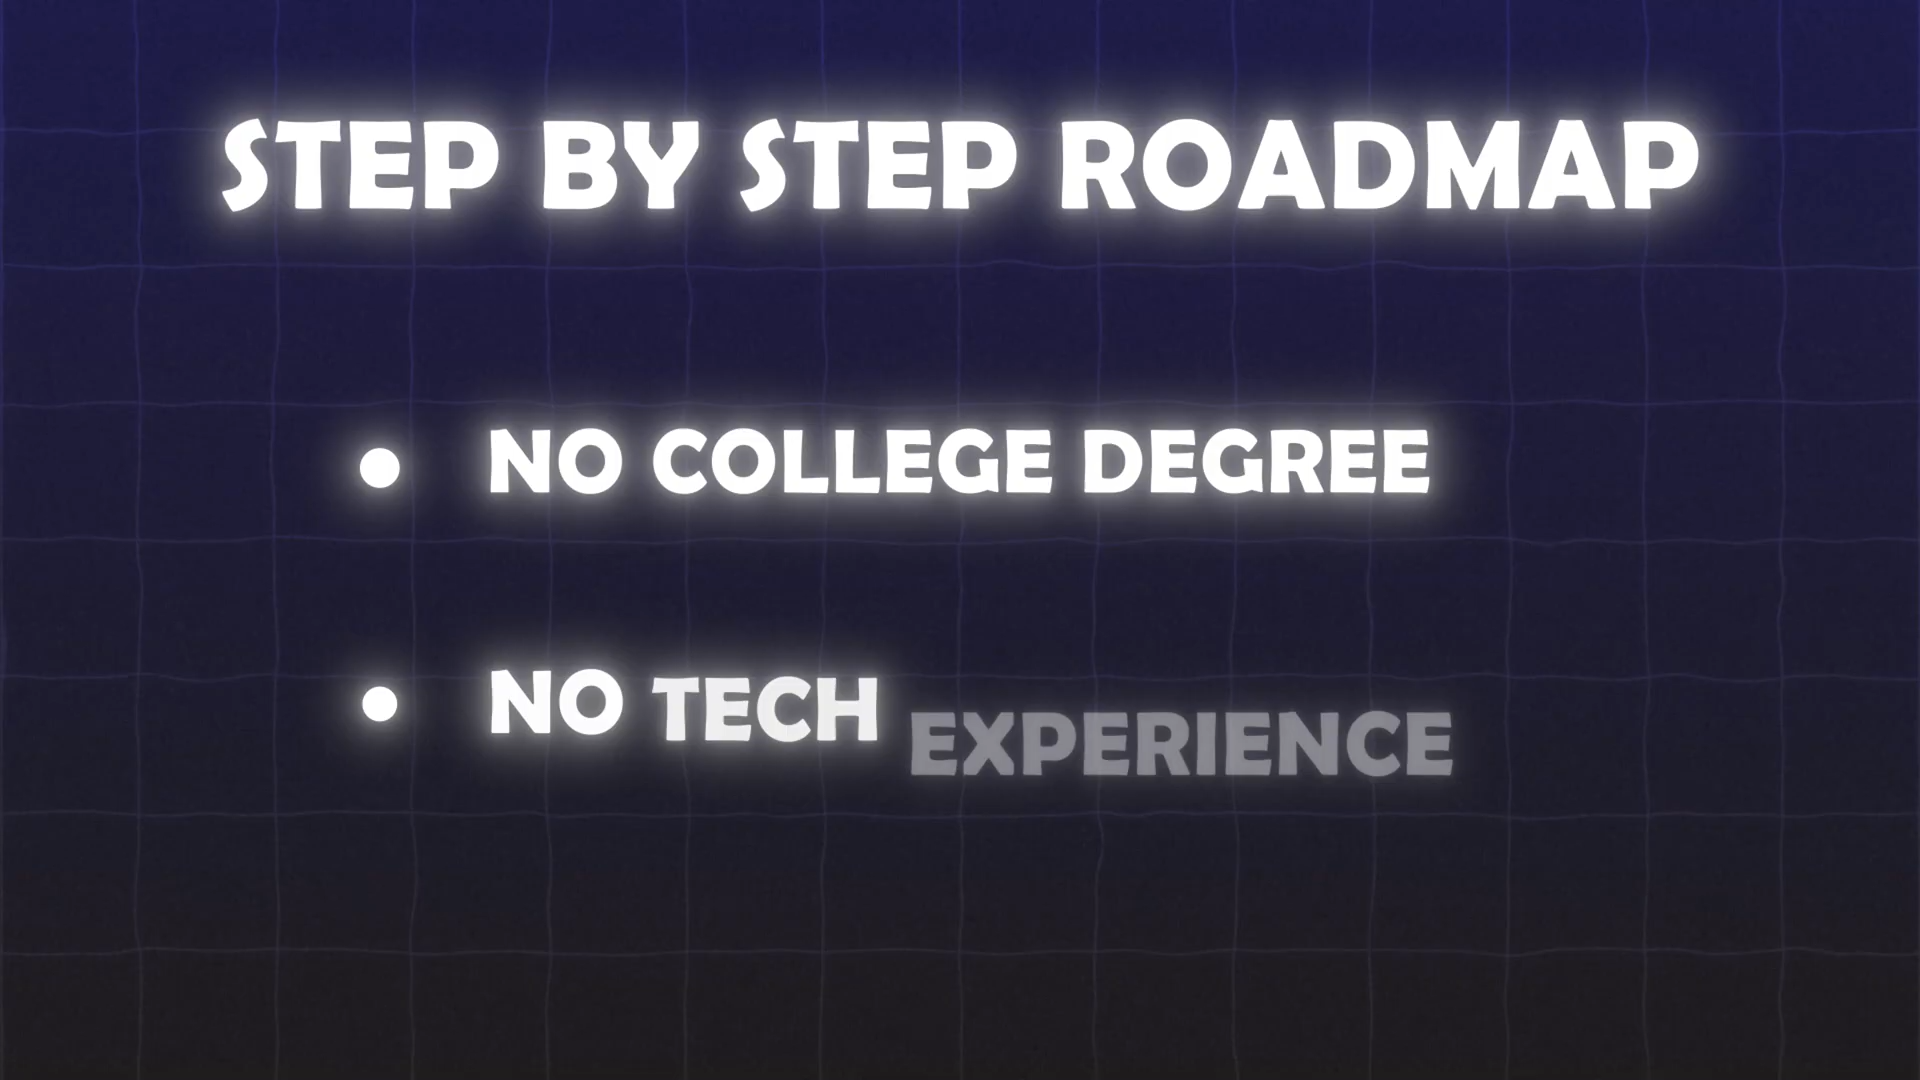 STEP BY STEP ROADMAP
• NO COLLEGE DEGREE
• NO TECH EXPERIENCE